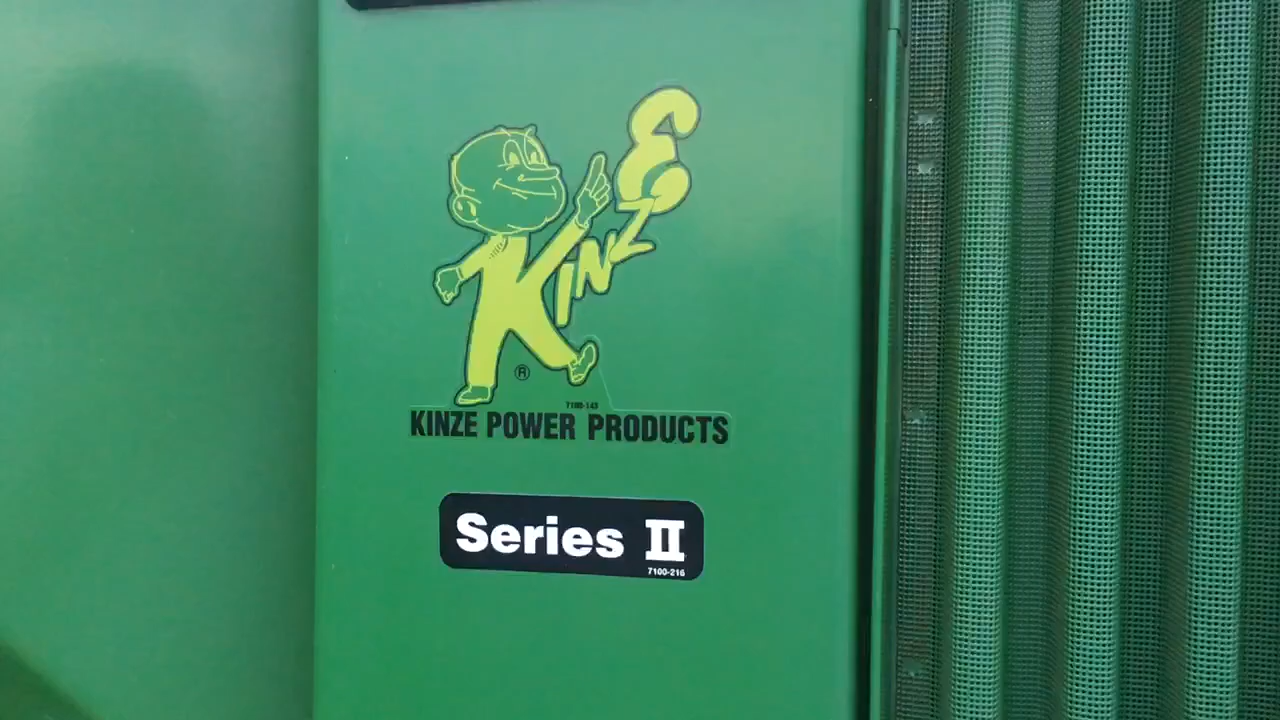 KINZE
®
7100-143
KINZE POWER PRODUCTS
Series II
7100-216